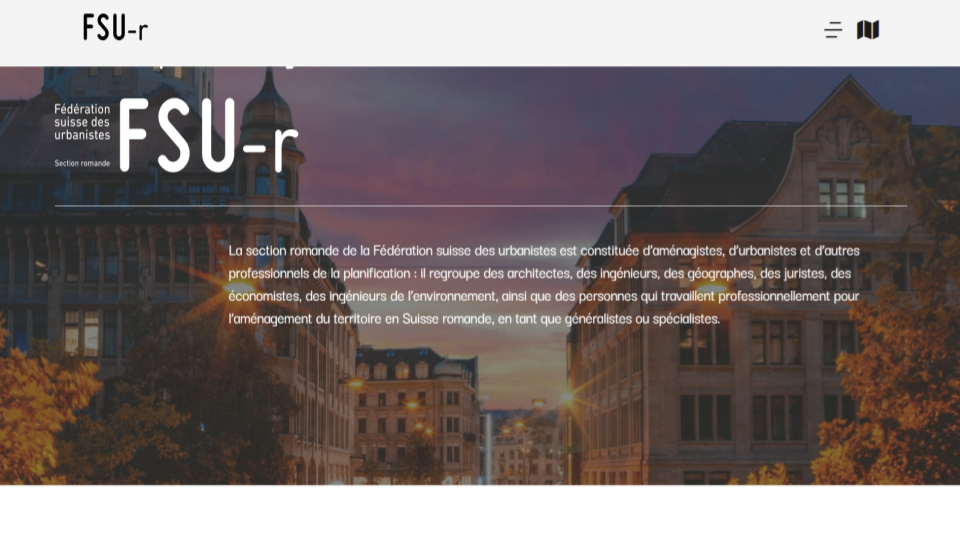 FSU-r
Fédération
suisse des
urbanistes
Section romande
FSU-r
La section romande de la Fédération suisse des urbanistes est constituée d'aménagistes, d'urbanistes et d'autres
professionnels de la planification : il regroupe des architectes, des ingénieurs, des géographes, des juristes, des
économistes, des ingénieurs de l'environnement, ainsi que des personnes qui travaillent professionnellement pour
l'aménagement du territoire en Suisse romande, en tant que généralistes ou spécialistes.